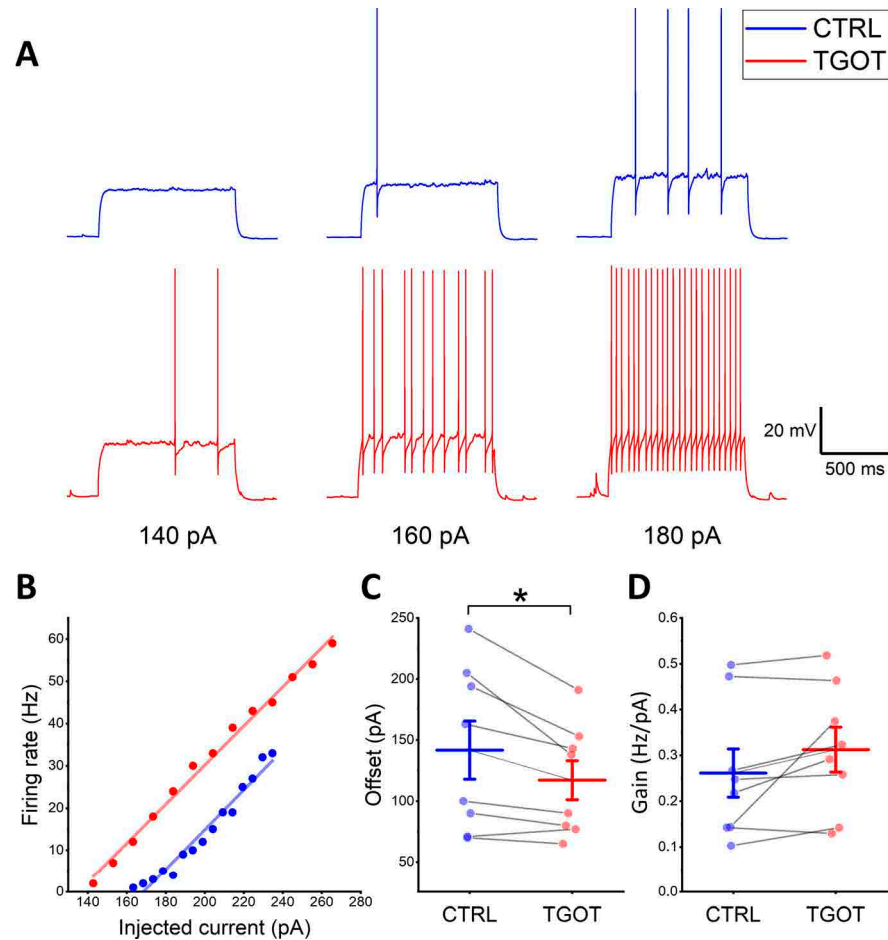 A
CTRL
TGOT
20 mV
500 ms
140 pA
160 pA
180 pA
B
Firing rate (Hz)
60
50
40
30
20
10
0
140 160 180 200 220 240 260 280
Injected current (pA)
C
*
Offset (pA)
250
200
150
100
50
CTRL TGOT
D
Gain (Hz/pA)
0.6
0.5
0.4
0.3
0.2
0.1
0.0
CTRL TGOT